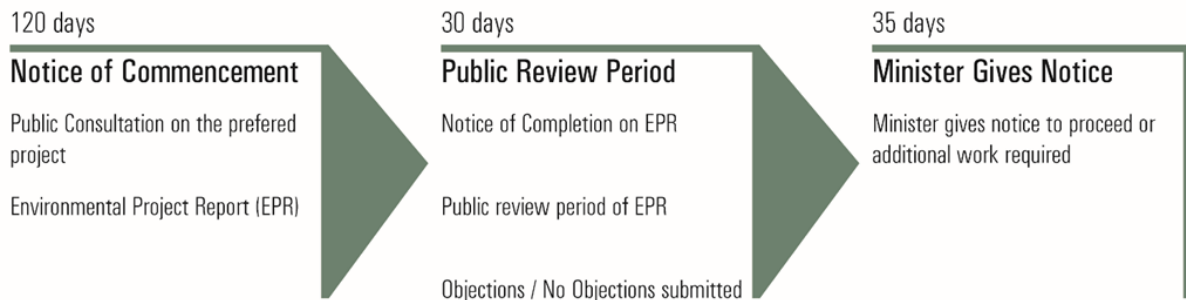 120 days
Notice of Commencement
Public Consultation on the prefered
project
Environmental Project Report (EPR)
30 days
Public Review Period
Notice of Completion on EPR
Public review period of EPR
Objections / No Objections submitted
35 days
Minister Gives Notice
Minister gives notice to proceed or
additional work required